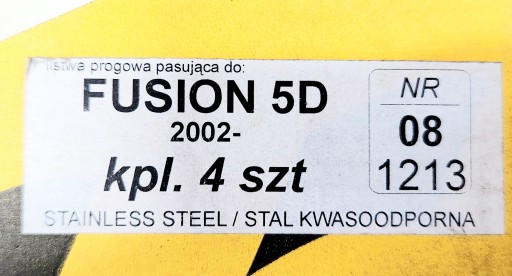 listwa progowa pasująca do:
FUSION 5D
2002-
kpl. 4 szt
NR
08
1213
STAINLESS STEEL / STAL KWASOODPORNA